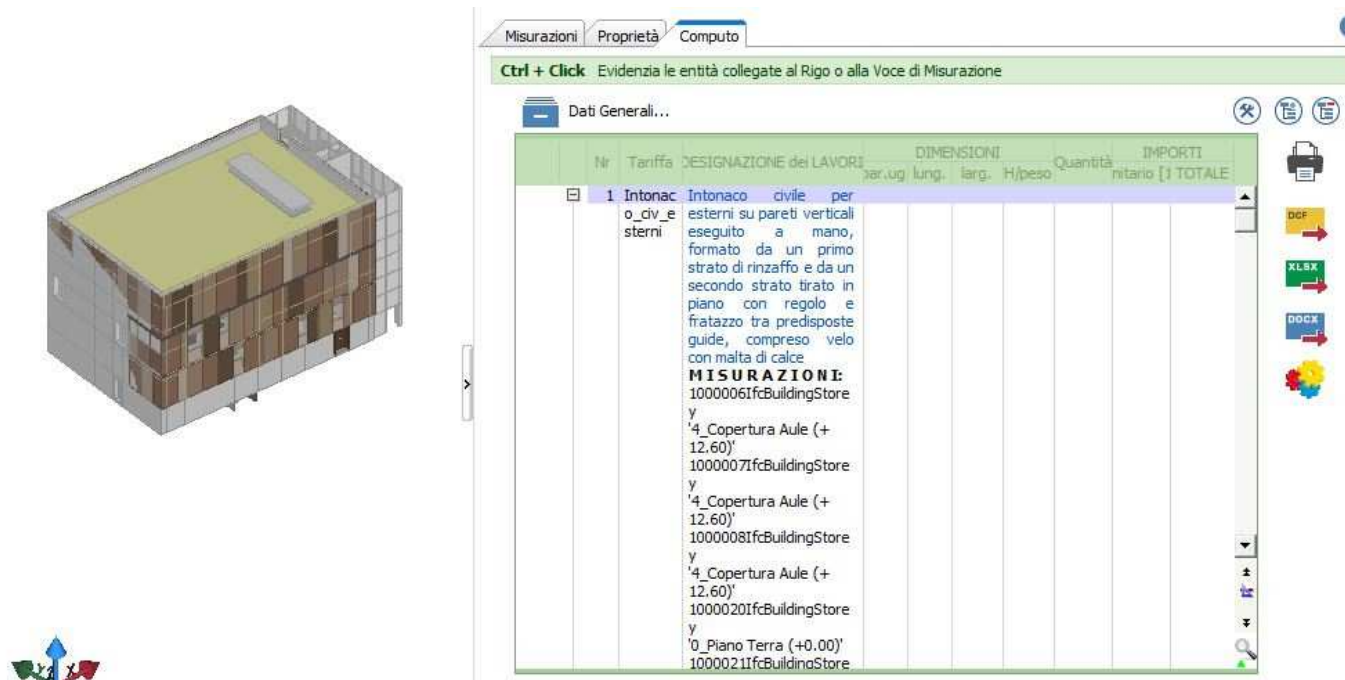 Misurazioni Proprietà Computo
Ctrl + Click Evidenzia le entità collegate al Rigo o alla Voce di Misurazione
Dati Generali...
DIMENSIONI IMPORTI
Nr Tariffa DESIGNAZIONE dei LAVORI Quantità
par.ug lung. larg. H/peso nitario [ TOTALE
1 Intonac Intonaco civile per
o_civ_e esterni su pareti verticali
sterni eseguito a mano,
formato da un primo
strato di rinzaffo e da un
secondo strato tirato in
piano con regolo e
fratazzo tra predisposte
guide, compreso velo
con malta di calce
MISURAZIONI:
1000006IfcBuildingStore
y
'4_Copertura Aule (+
12.60)'
1000007IfcBuildingStore
y
'4_Copertura Aule (+
12.60)'
1000008IfcBuildingStore
y
'4_Copertura Aule (+
12.60)'
1000020IfcBuildingStore
y
'0_Piano Terra (+0.00)'
1000021IfcBuildingStore
DCF
XLSX
DOCX